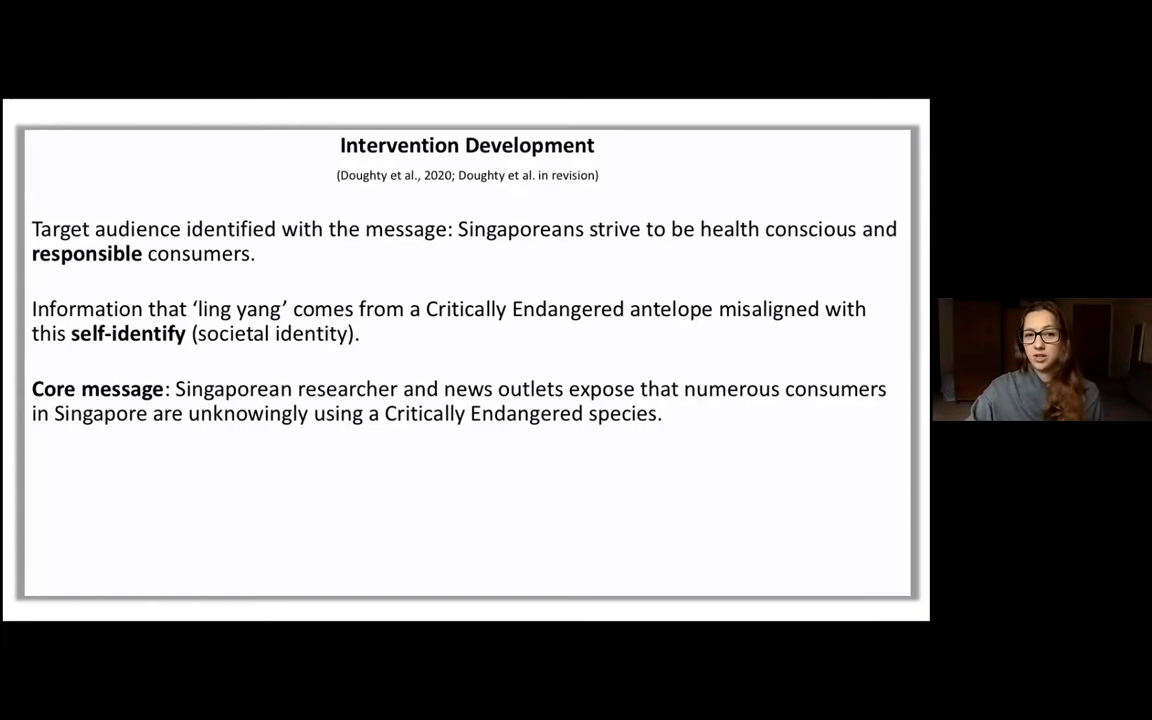 Intervention Development
(Doughty et al., 2020; Doughty et al. in revision)
Target audience identified with the message: Singaporeans strive to be health conscious and
responsible consumers.
Information that ‘ling yang’ comes from a Critically Endangered antelope misaligned with
this self-identify (societal identity).
Core message: Singaporean researcher and news outlets expose that numerous consumers
in Singapore are unknowingly using a Critically Endangered species.